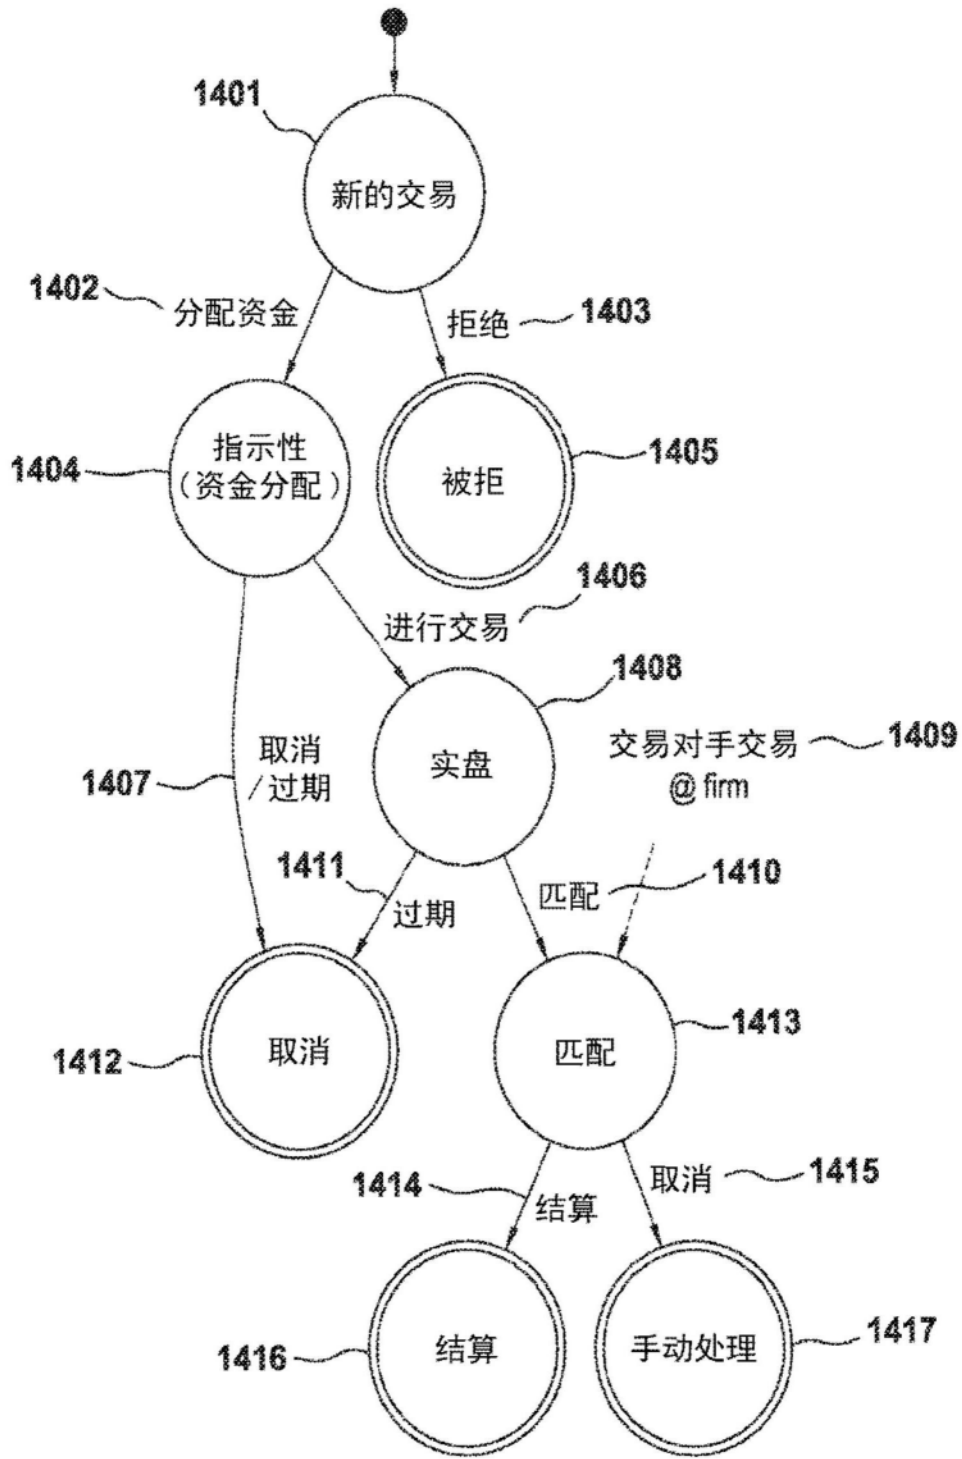 1401
新的交易
1402
分配资金
拒绝
1403
1404
指示性
（资金分配）
被拒
1405
进行交易
1406
1407
取消
/过期
实盘
1408
交易对手交易
@ firm
1409
1411
过期
匹配
1410
取消
1412
匹配
1413
1414
结算
取消
1415
1416
结算
手动处理
1417